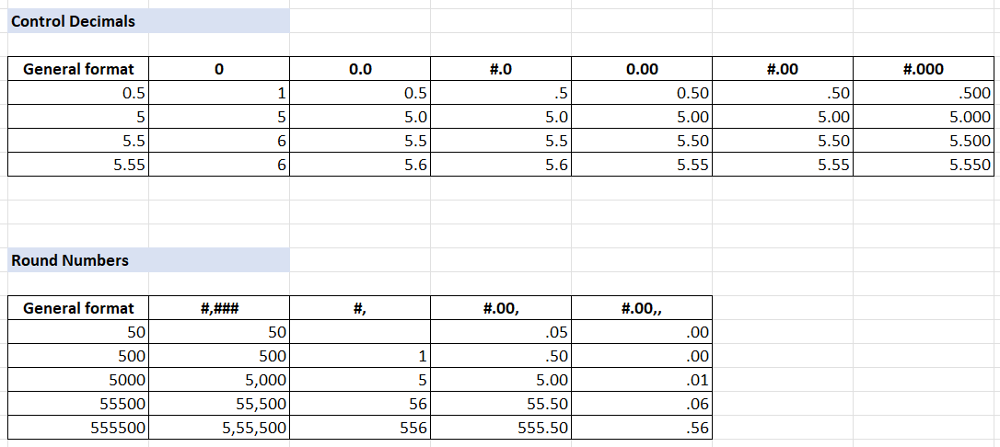 Control Decimals
General format 0 0.0 #.0 0.00 #.00 #.000
0.5 1 0.5 .5 0.50 .50 .500
5 5 5.0 5.0 5.00 5.00 5.000
5.5 6 5.5 5.5 5.50 5.50 5.500
5.55 6 5.6 5.6 5.55 5.55 5.550
Round Numbers
General format #,### #, #.00, #.00,,
50 50 .05 .00
500 500 1 .50 .00
5000 5,000 5 5.00 .01
55500 55,500 56 55.50 .06
555500 5,55,500 556 555.50 .56